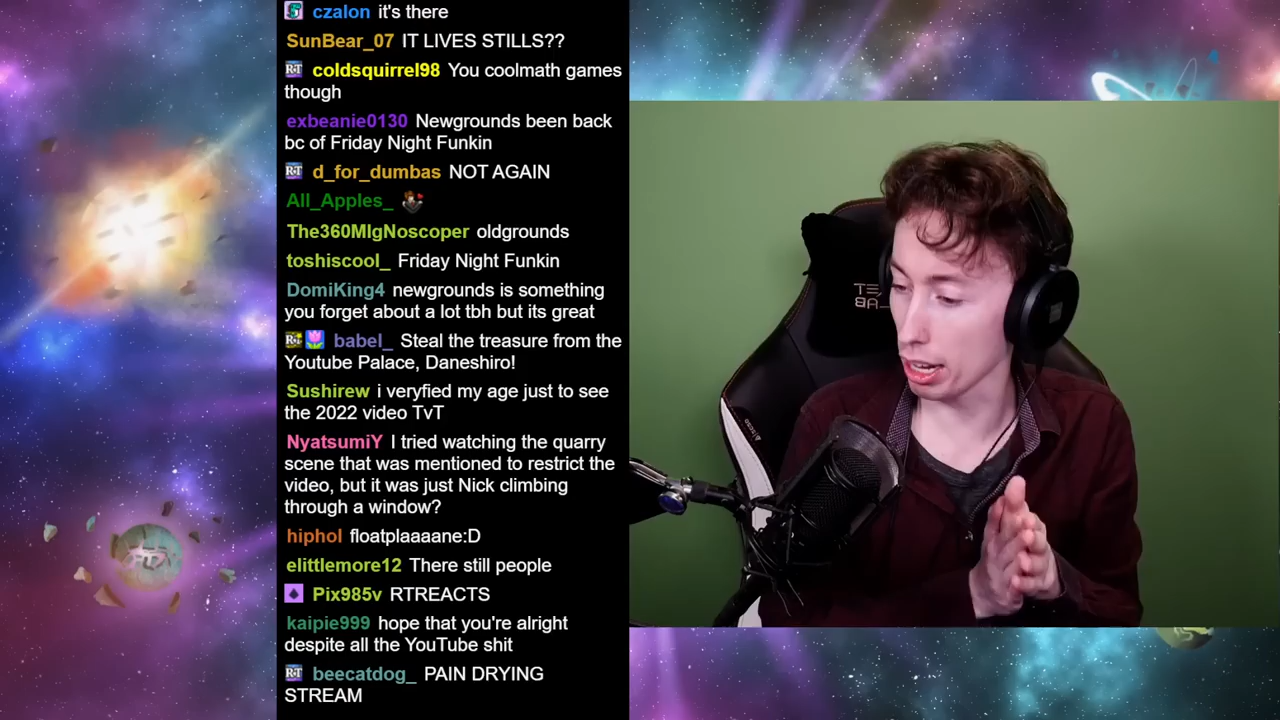 czalon it's there
SunBear_07 IT LIVES STILLS??
coldsquirrel98 You coolmath games
though
exbeanie0130 Newgrounds been back
bc of Friday Night Funkin
d_for_dumbas NOT AGAIN
All_Apples_
The360MlgNoscoper oldgrounds
toshiscool_ Friday Night Funkin
DomiKing4 newgrounds is something
you forget about a lot tbh but its great
babel_ Steal the treasure from the
Youtube Palace, Daneshiro!
Sushirew i veryfied my age just to see
the 2022 video TvT
NyatsumiY I tried watching the quarry
scene that was mentioned to restrict the
video, but it was just Nick climbing
through a window?
hiphol floatplaaaane:D
elittlemore12 There still people
Pix985v RTREACTS
kaipie999 hope that you're alright
despite all the YouTube shit
beecatdog_ PAIN DRYING
STREAM